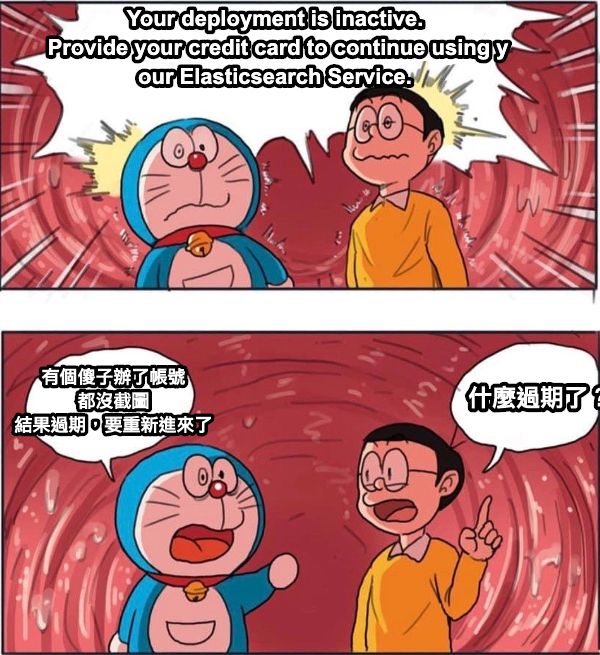 Your deployment is inactive.
Provide your credit card to continue using y
our Elasticsearch Service.
有個傻子辦了帳號
都沒截圖
結果過期，要重新進來了
什麼過期了？